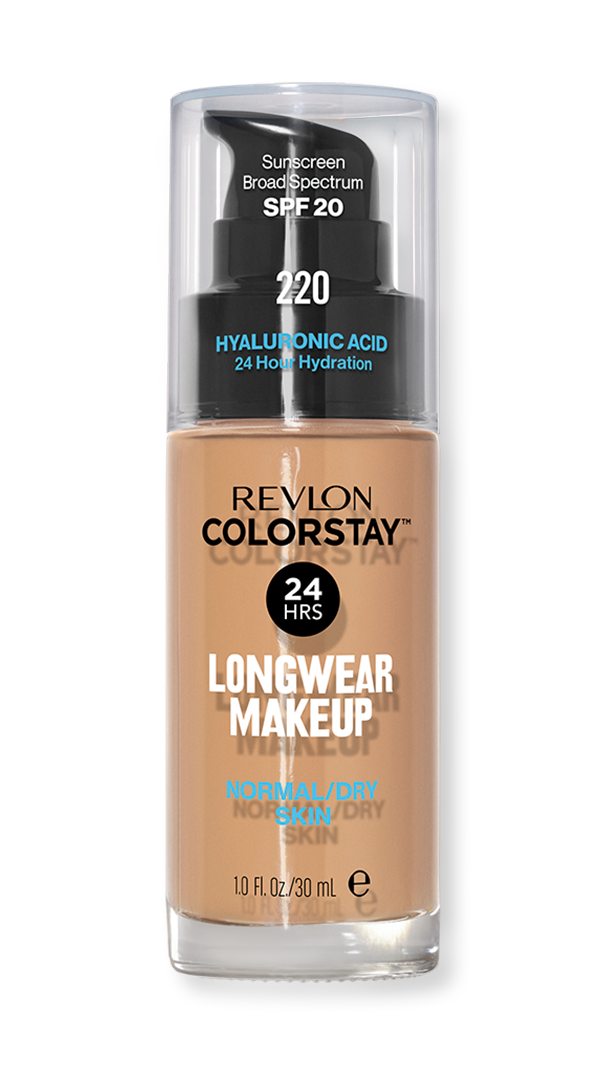 Sunscreen
Broad Spectrum
SPF 20
220
HYALURONIC ACID
24 Hour Hydration
REVLON
COLORSTAY™
24
HRS
LONGWEAR
MAKEUP
NORMAL/DRY
SKIN
1.0 Fl. Oz./30 mL ℮